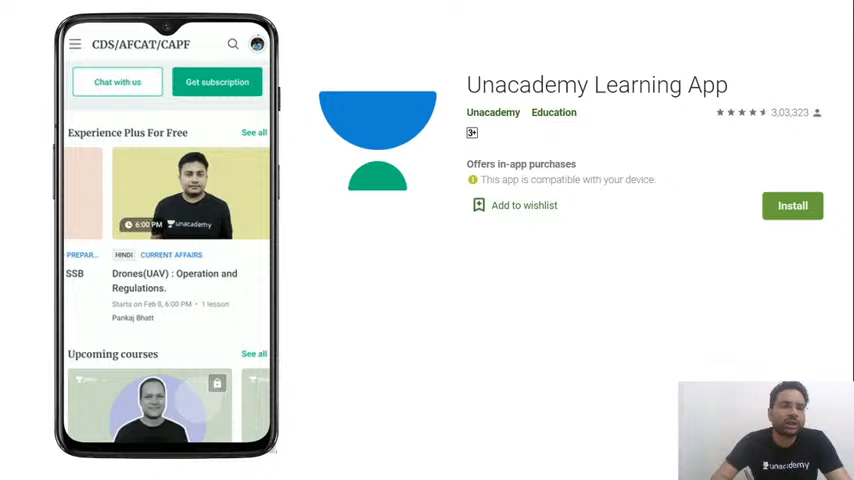 CDS/AFCAT/CAPF
Chat with us
Get subscription
Experience Plus For Free
See all
6:00 PM
unacademy
PREPAR...
SSB
HINDI
CURRENT AFFAIRS
Drones(UAV) : Operation and
Regulations.
Starts on Feb 8, 6:00 PM • 1 lesson
Pankaj Bhatt
Upcoming courses
See all
Unacademy Learning App
Unacademy
Education
3,03,323
3+
Offers in-app purchases
This app is compatible with your device.
Add to wishlist
Install
unacademy